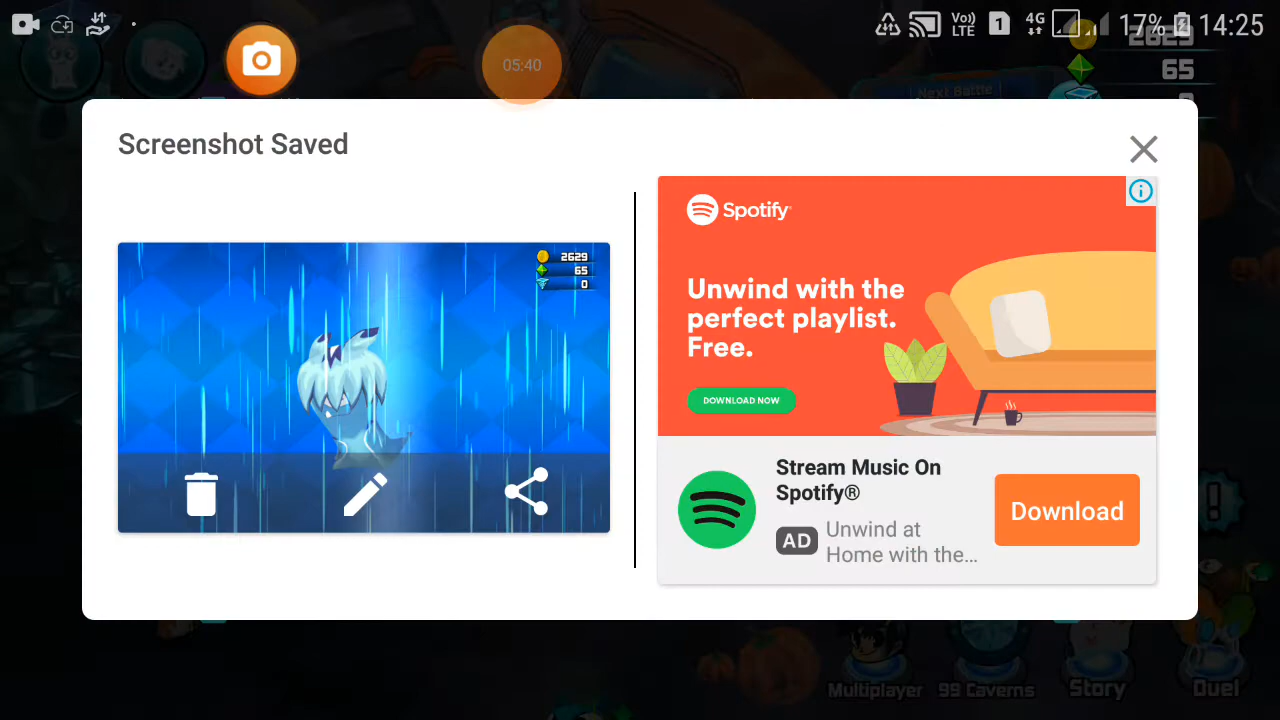 Vo))
LTE
1
4G
17%
14:25
05:40
2629
65
Next Battle
Screenshot Saved
2629
65
0
Spotify
Unwind with the
perfect playlist.
Free.
DOWNLOAD NOW
Stream Music On
Spotify®
AD
Unwind at
Home with the...
Download
Multiplayer
99 Caverns
Story
Duel